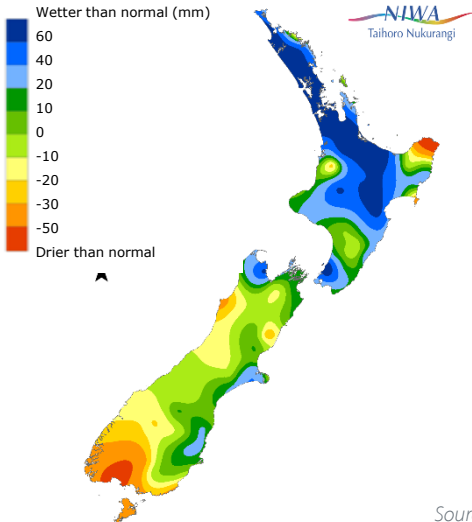 Wetter than normal (mm)
60
40
20
10
0
-10
-20
-30
-50
Drier than normal
NIWA
Taihoro Nukurangi
Sour